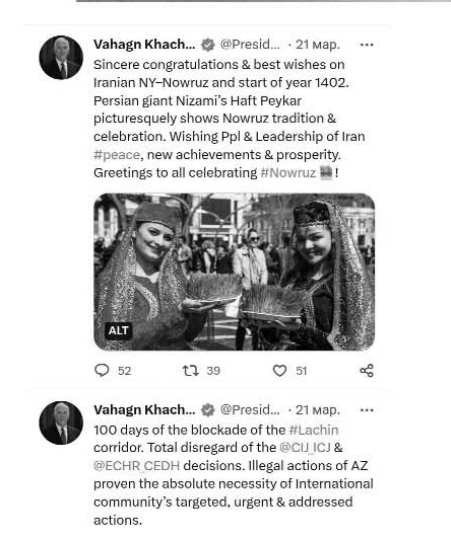 Vahagn Khach... @Presid... · 21 мар. ...
Sincere congratulations & best wishes on
Iranian NY–Nowruz and start of year 1402.
Persian giant Nizami's Haft Peykar
picturesquely shows Nowruz tradition &
celebration. Wishing Ppl & Leadership of Iran
#peace, new achievements & prosperity.
Greetings to all celebrating #Nowruz !
ALT
52 39 51
Vahagn Khach... @Presid... · 21 мар. ...
100 days of the blockade of the #Lachin
corridor. Total disregard of the @CIJ_ICJ &
@ECHR_CEDH decisions. Illegal actions of AZ
proven the absolute necessity of International
community's targeted, urgent & addressed
actions.